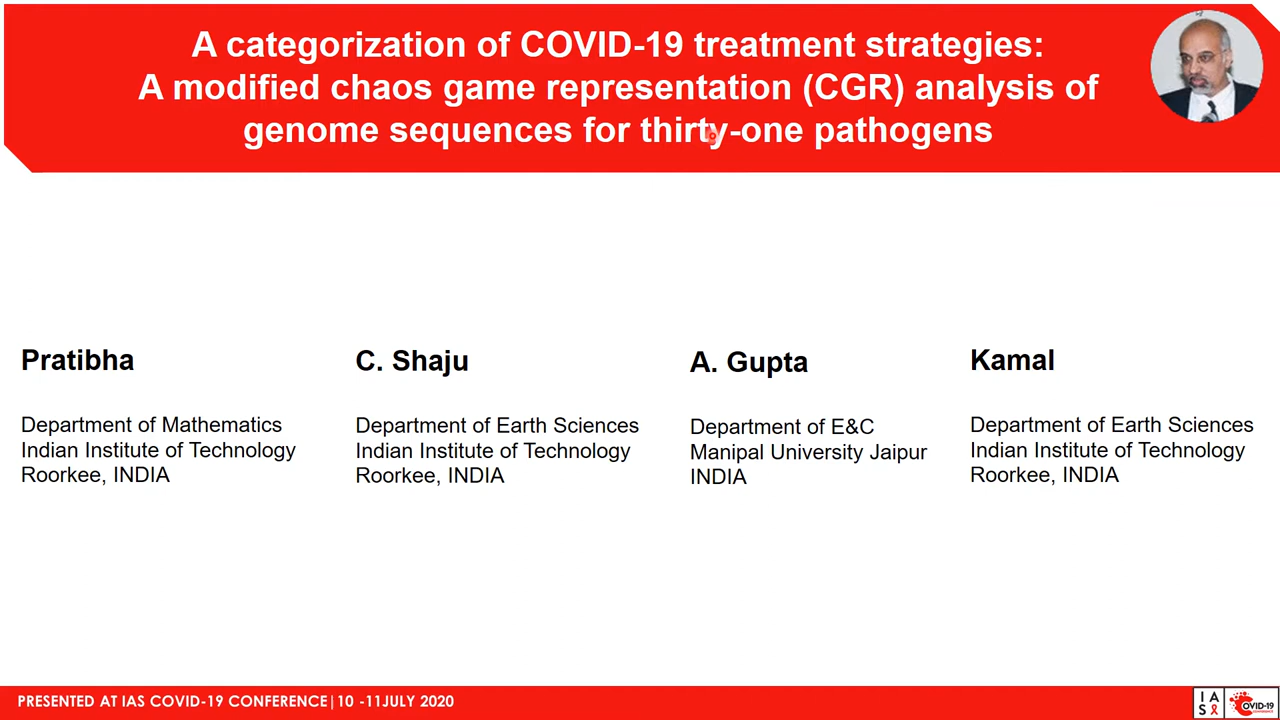 A categorization of COVID-19 treatment strategies:
A modified chaos game representation (CGR) analysis of
genome sequences for thirty-one pathogens
Pratibha
Department of Mathematics
Indian Institute of Technology
Roorkee, INDIA
C. Shaju
Department of Earth Sciences
Indian Institute of Technology
Roorkee, INDIA
A. Gupta
Department of E&C
Manipal University Jaipur
INDIA
Kamal
Department of Earth Sciences
Indian Institute of Technology
Roorkee, INDIA
PRESENTED AT IAS COVID-19 CONFERENCE| 10 -11JULY 2020
I A
S
COVID-19
CONFERENCE